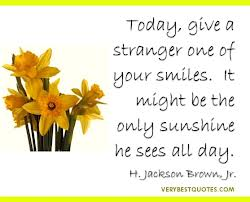 Today, give a
stranger one of
your smiles. It
might be the
only sunshine
he sees all day.
H. Jackson Brown, Jr.
VERYBESTQUOTES.COM